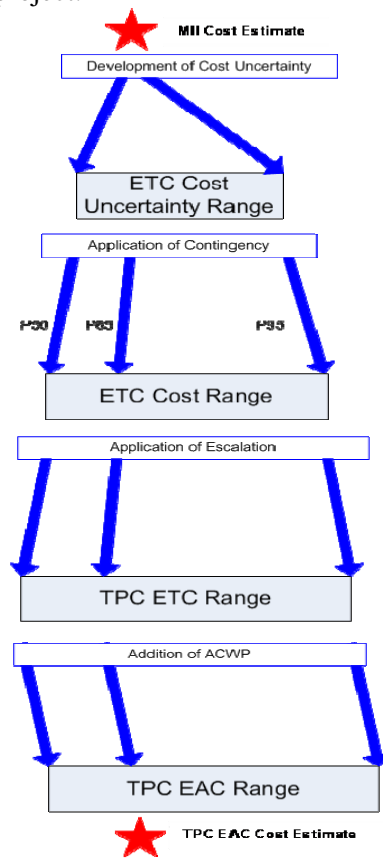 MII Cost Estimate
Development of Cost Uncertainty
ETC Cost
Uncertainty Range
Application of Contingency
P95
ETC Cost Range
Application of Escalation
TPC ETC Range
Addition of ACWP
TPC EAC Range
TPC EAC Cost Estimate